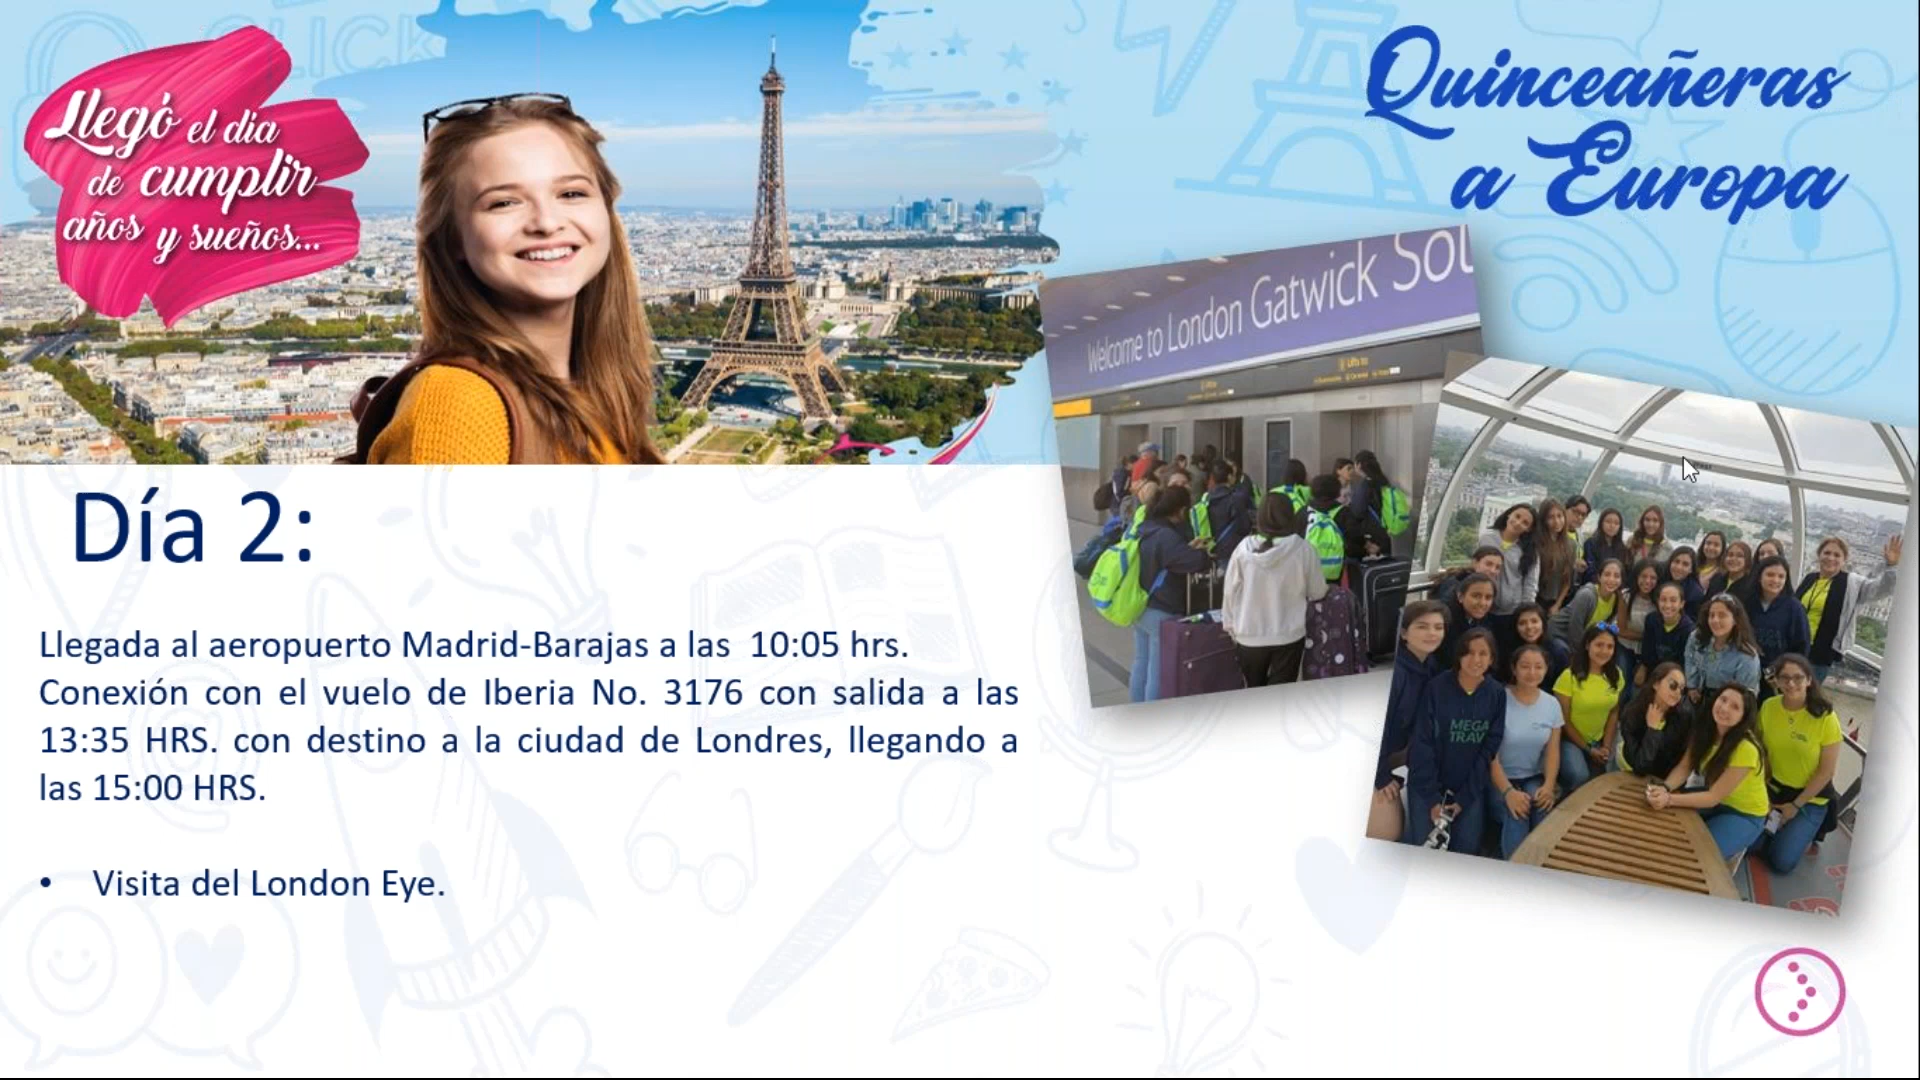 Llegó el dia
de cumplir
años y sueños...
Quinceañeras
a Europa
Welcome to London Gatwick Sou
Día 2:
Llegada al aeropuerto Madrid-Barajas a las 10:05 hrs.
Conexión con el vuelo de Iberia No. 3176 con salida a las
13:35 HRS. con destino a la ciudad de Londres, llegando a
las 15:00 HRS.
• Visita del London Eye.
MEGA
TRAV
CLICK